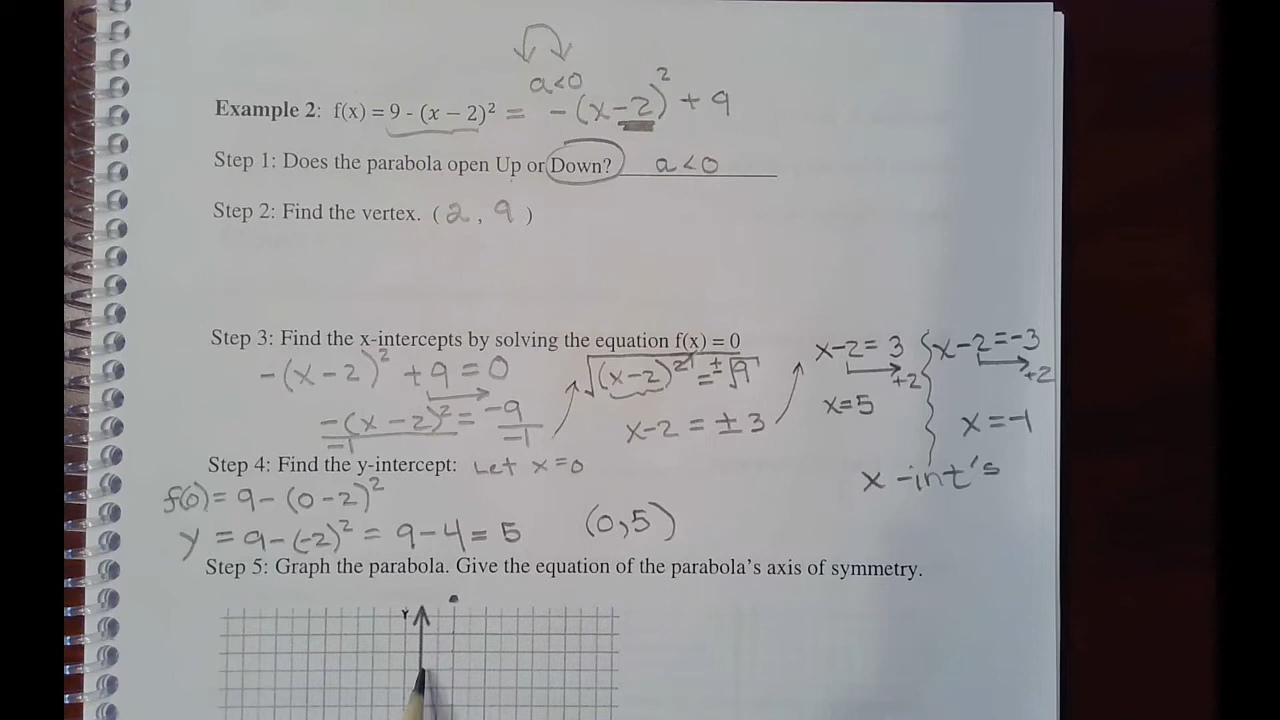 a<0
Example 2: f(x) = 9 - (x – 2)² = -(x-2)² + 9
Step 1: Does the parabola open Up or Down? a<0
Step 2: Find the vertex. (2, 9)
Step 3: Find the x-intercepts by solving the equation f(x) = 0
-(x-2)² + 9 = 0
-(x-2)²/-1 = -9/-1
√(x-2)² = ±√9
x-2 = ±3
x-2 = 3
+2
x=5
x-2=-3
+2
x=-1
x-int's
Step 4: Find the y-intercept: Let x=0
f(0) = 9-(0-2)²
y = 9-(-2)² = 9-4 = 5 (0,5)
Step 5: Graph the parabola. Give the equation of the parabola's axis of symmetry.
Y